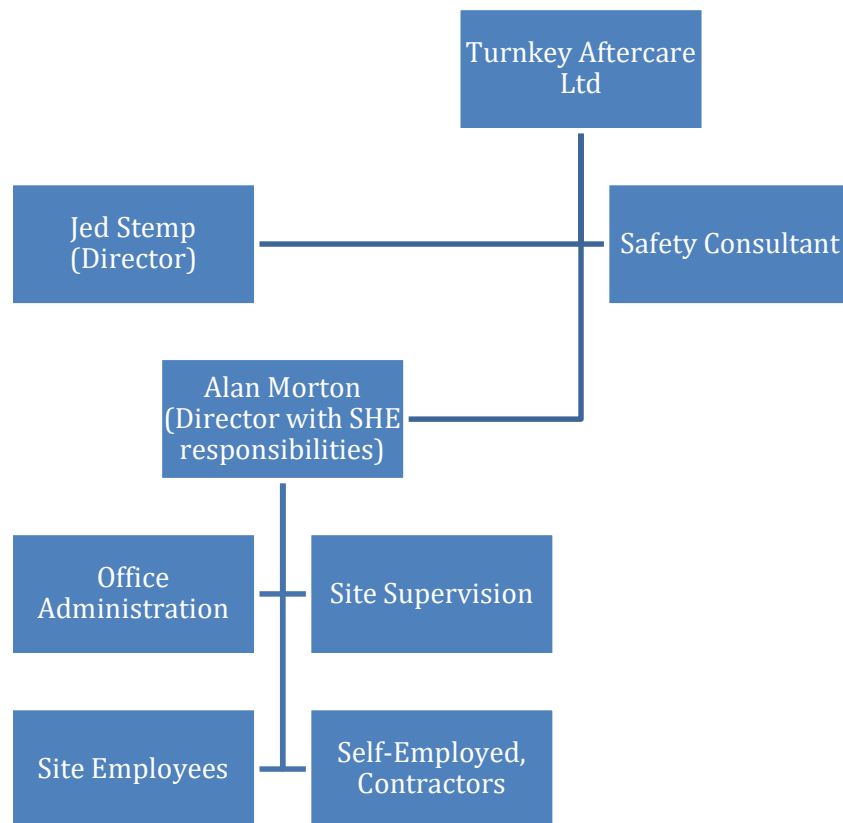 Turnkey Aftercare
Ltd
Jed Stemp
(Director)
Safety Consultant
Alan Morton
(Director with SHE
responsibilities)
Office
Administration
Site Supervision
Site Employees
Self-Employed,
Contractors